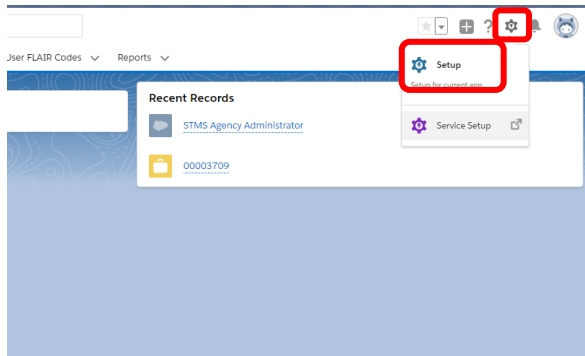 ?
User FLAIR Codes Reports
Setup
Setup for current app
Recent Records
STMS Agency Administrator
Service Setup
00003709